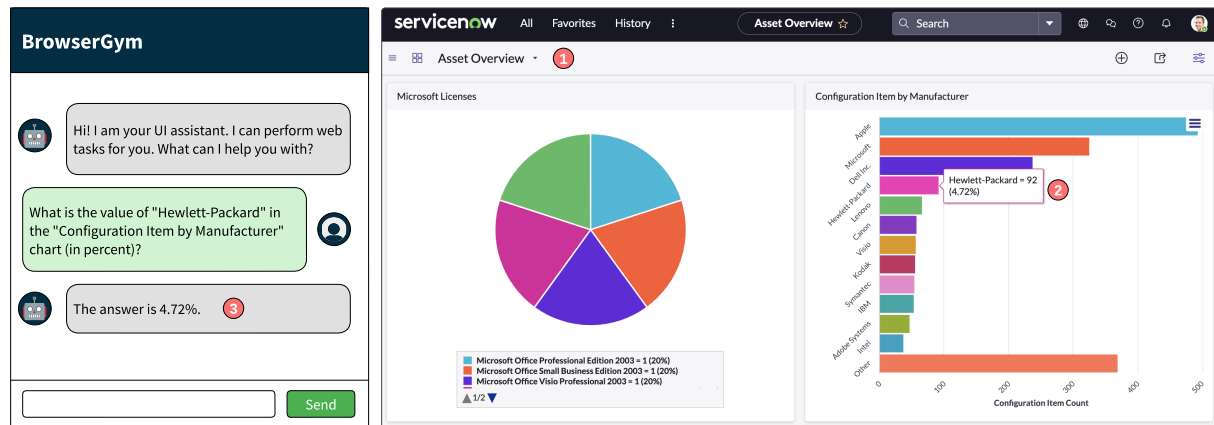 BrowserGym
Hi! I am your UI assistant. I can perform web
tasks for you. What can I help you with?
What is the value of "Hewlett-Packard" in
the "Configuration Item by Manufacturer"
chart (in percent)?
The answer is 4.72%.
3
Send
servicenow
All
Favorites
History
Asset Overview
Search
Asset Overview
1
Microsoft Licenses
Microsoft Office Professional Edition 2003 = 1 (20%)
Microsoft Office Small Business Edition 2003 = 1 (20%)
Microsoft Office Visio Professional 2003 = 1 (20%)
1/2
Configuration Item by Manufacturer
Apple
Microsoft
Dell Inc.
Hewlett-Packard
Lenovo
Canon
Visio
Kodak
Symantec
IBM
Adobe Systems
Intel
Other
Hewlett-Packard = 92
(4.72%)
2
0
100
200
300
400
500
Configuration Item Count